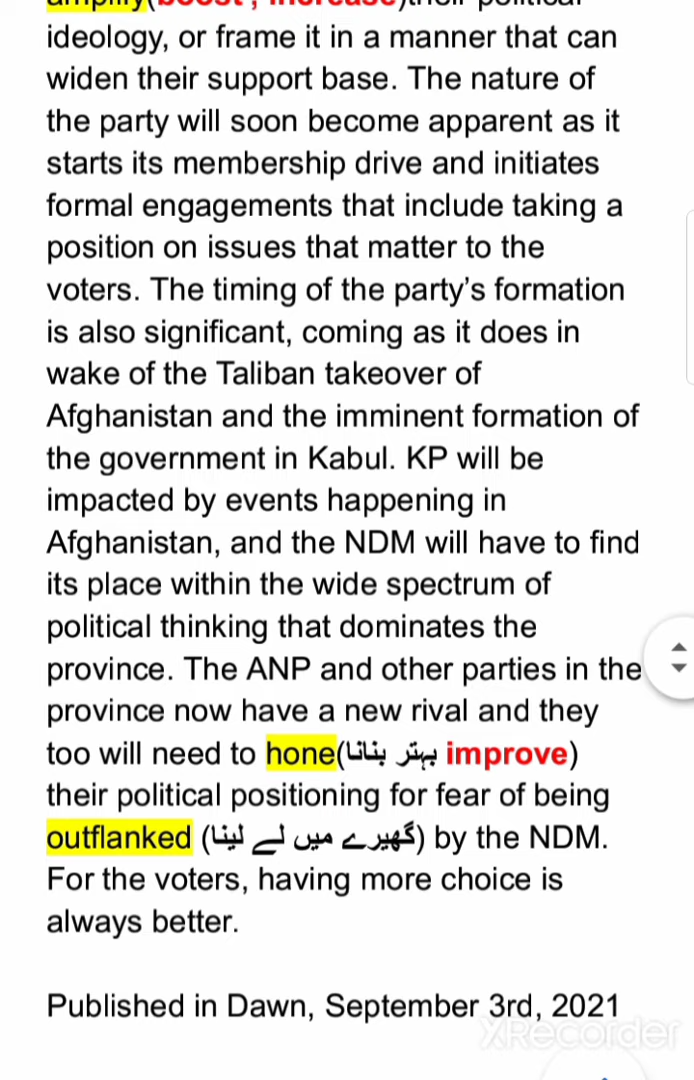 amplify(boost , increase)their political
ideology, or frame it in a manner that can
widen their support base. The nature of
the party will soon become apparent as it
starts its membership drive and initiates
formal engagements that include taking a
position on issues that matter to the
voters. The timing of the party’s formation
is also significant, coming as it does in
wake of the Taliban takeover of
Afghanistan and the imminent formation of
the government in Kabul. KP will be
impacted by events happening in
Afghanistan, and the NDM will have to find
its place within the wide spectrum of
political thinking that dominates the
province. The ANP and other parties in the
province now have a new rival and they
too will need to hone(بہتر بنانا improve)
their political positioning for fear of being
outflanked (گھیرے میں لے لینا) by the NDM.
For the voters, having more choice is
always better.
Published in Dawn, September 3rd, 2021
XRecorder